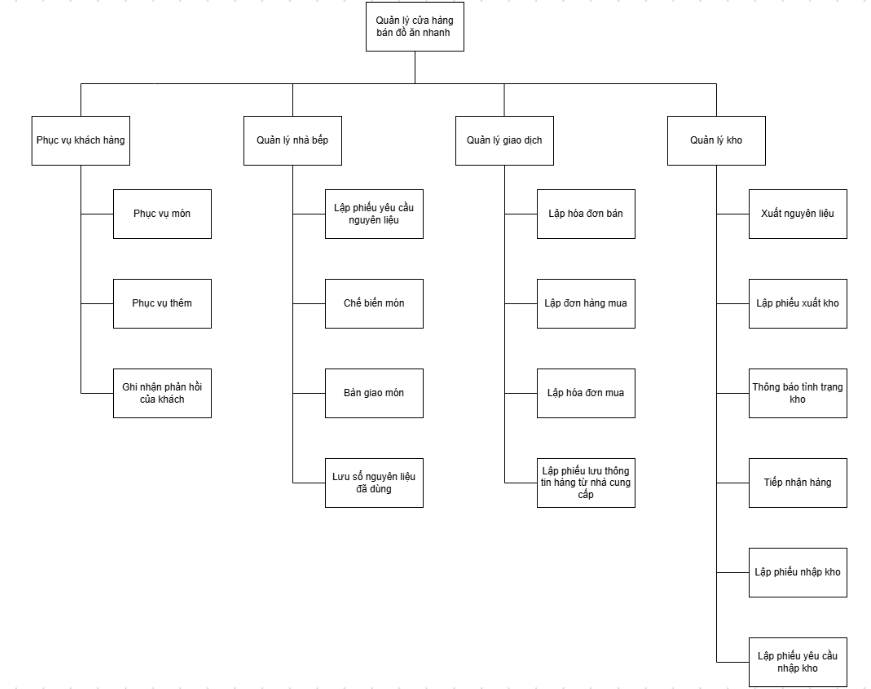 Quản lý cửa hàng
bán đồ ăn nhanh
Phục vụ khách hàng
Quản lý nhà bếp
Quản lý giao dịch
Quản lý kho
Phục vụ món
Lập phiếu yêu cầu
nguyên liệu
Lập hóa đơn bán
Xuất nguyên liệu
Phục vụ thêm
Chế biến món
Lập đơn hàng mua
Lập phiếu xuất kho
Ghi nhận phản hồi
của khách
Bàn giao món
Lập hóa đơn mua
Thông báo tình trạng
kho
Lưu số nguyên liệu
đã dùng
Lập phiếu lưu thông
tin hàng từ nhà cung
cấp
Tiếp nhận hàng
Lập phiếu nhập kho
Lập phiếu yêu cầu
nhập kho